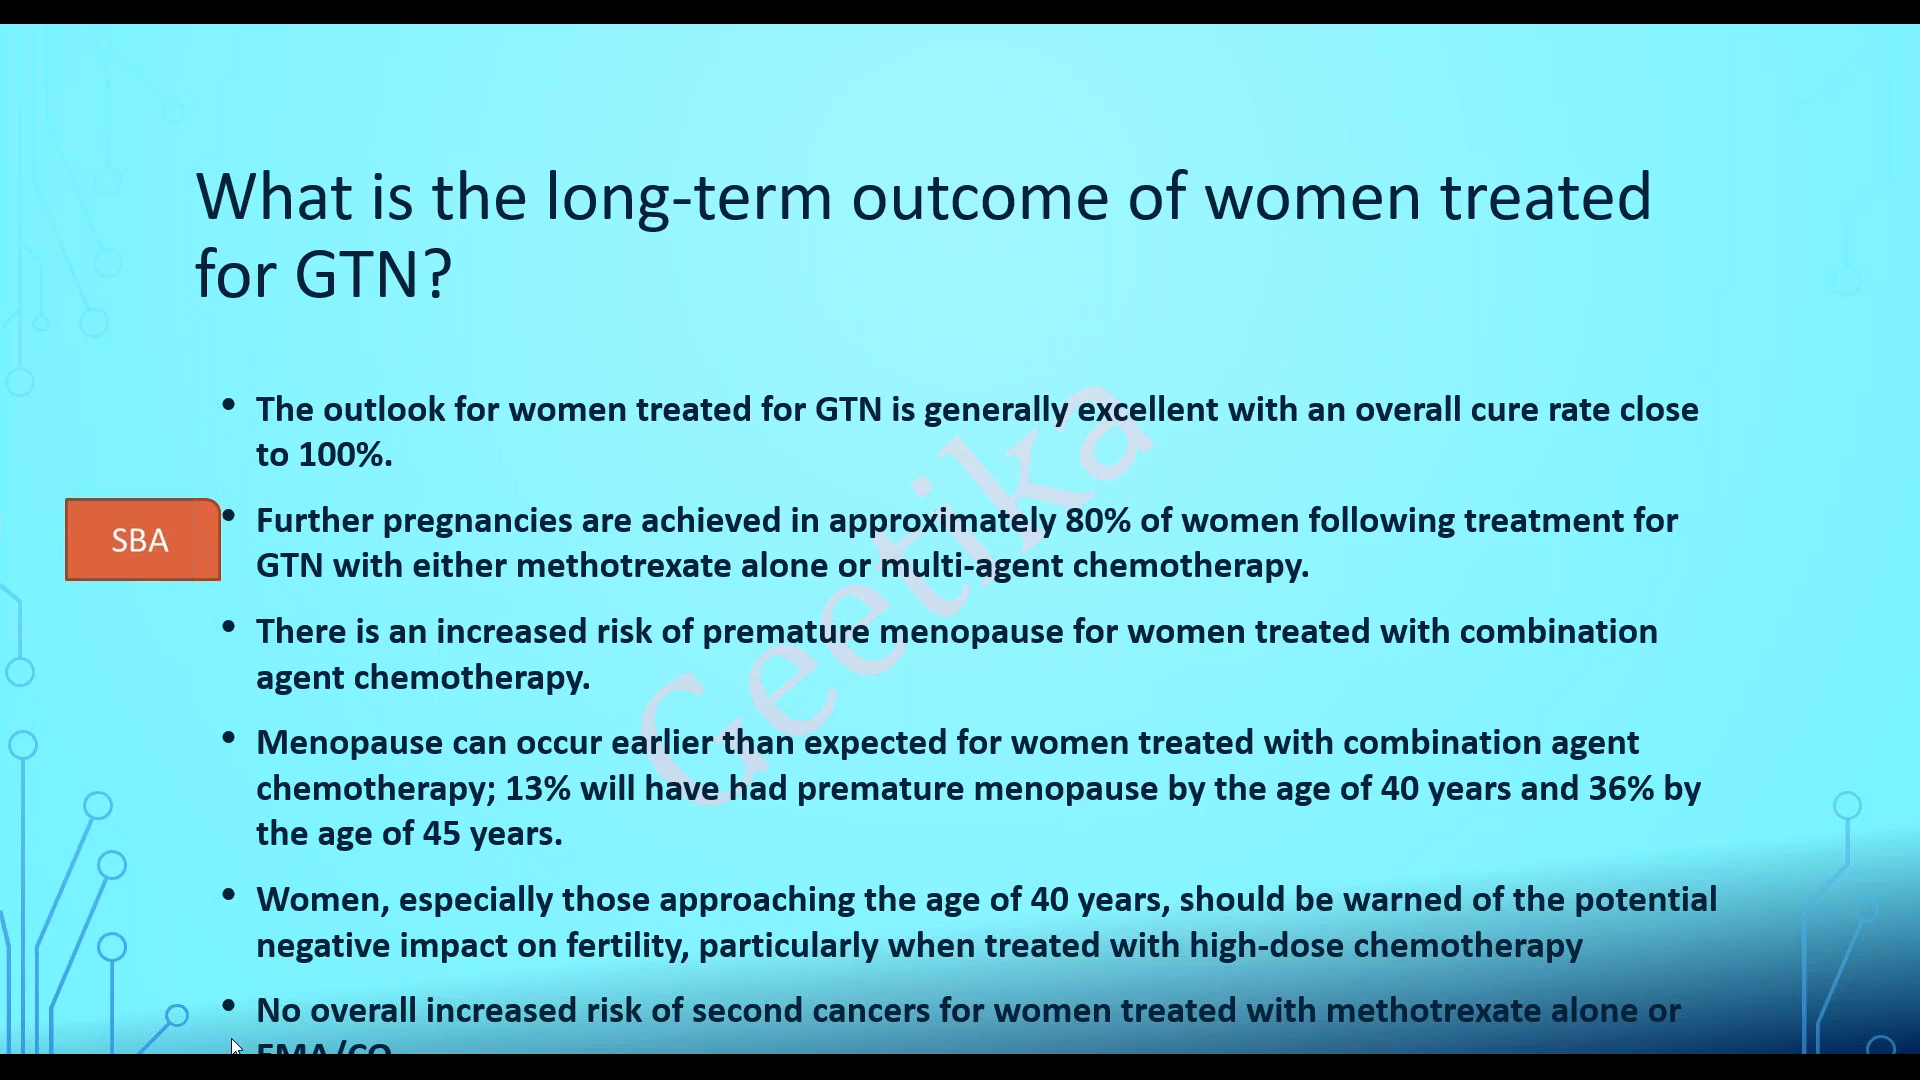 What is the long-term outcome of women treated
for GTN?
• The outlook for women treated for GTN is generally excellent with an overall cure rate close
to 100%.
SBA
• Further pregnancies are achieved in approximately 80% of women following treatment for
GTN with either methotrexate alone or multi-agent chemotherapy.
• There is an increased risk of premature menopause for women treated with combination
agent chemotherapy.
• Menopause can occur earlier than expected for women treated with combination agent
chemotherapy; 13% will have had premature menopause by the age of 40 years and 36% by
the age of 45 years.
• Women, especially those approaching the age of 40 years, should be warned of the potential
negative impact on fertility, particularly when treated with high-dose chemotherapy
• No overall increased risk of second cancers for women treated with methotrexate alone or
EMA/CO
Geetika